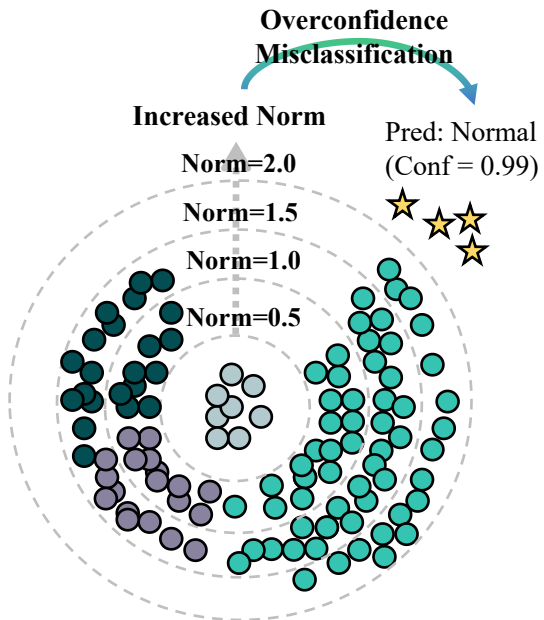 Overconfidence
Misclassification
Increased Norm
Pred: Normal
(Conf = 0.99)
Norm=2.0
Norm=1.5
Norm=1.0
Norm=0.5